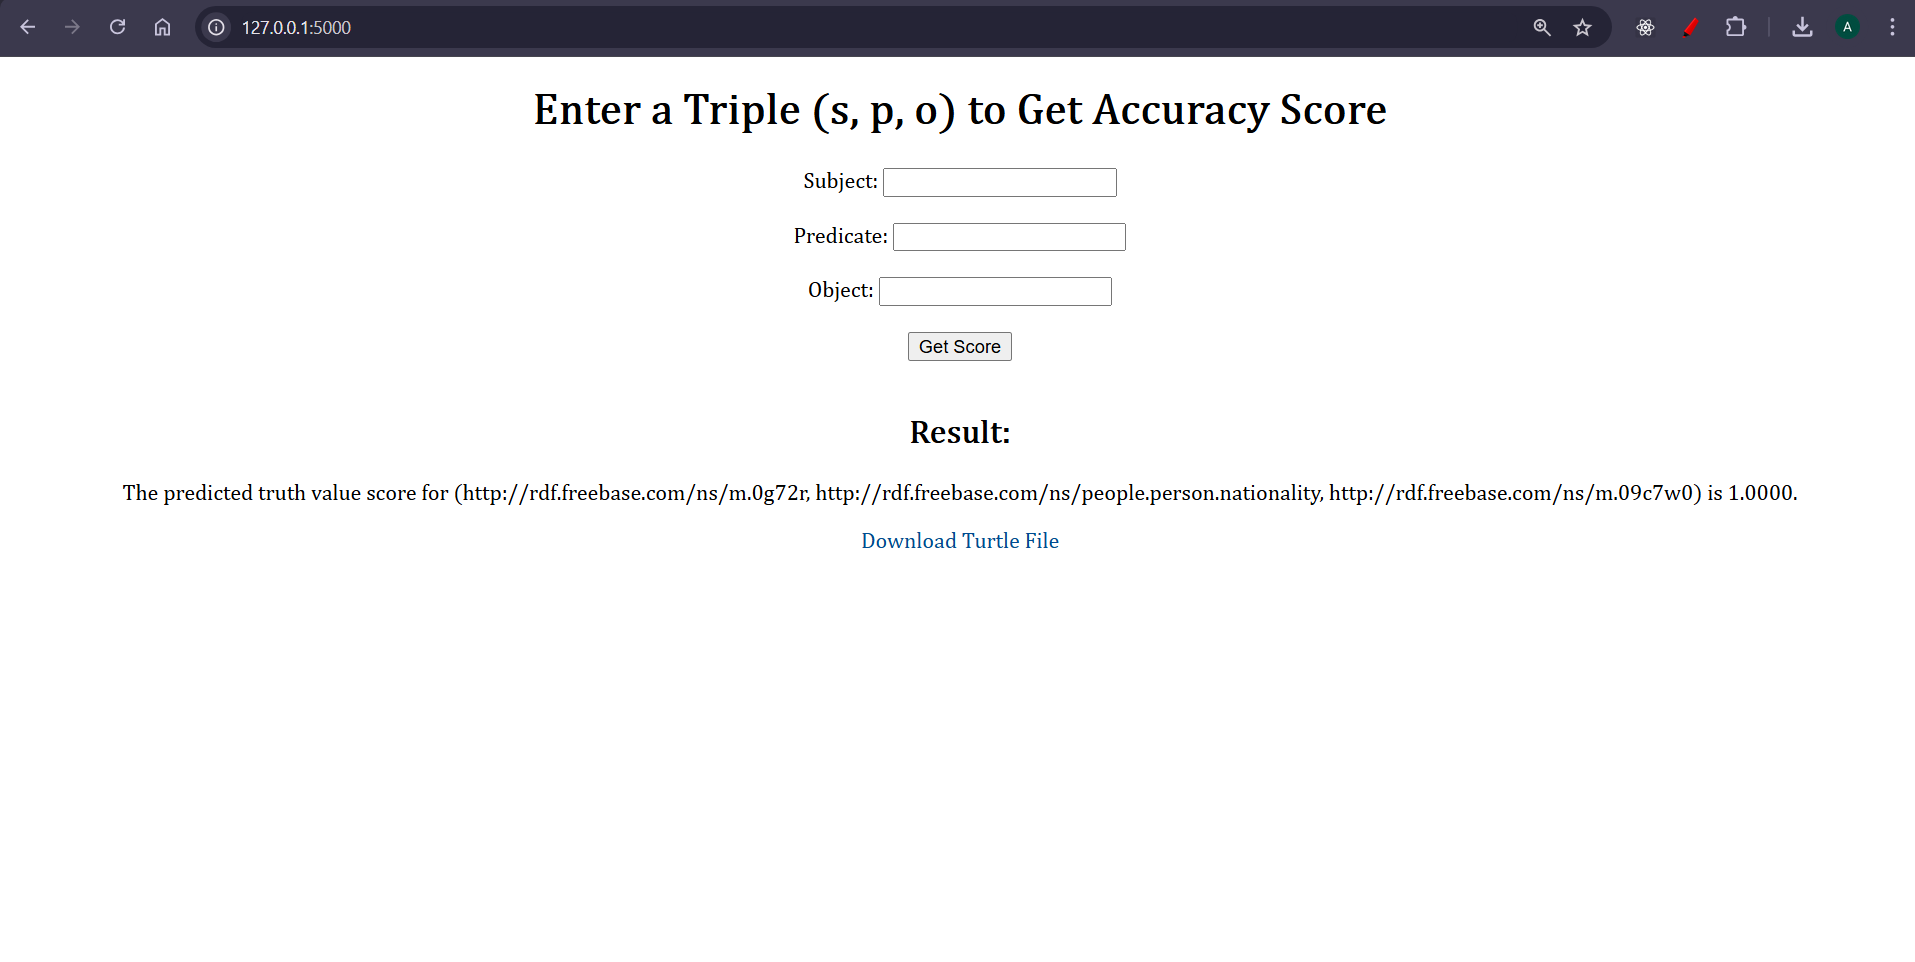 127.0.0.1:5000
A
Enter a Triple (s, p, o) to Get Accuracy Score
Subject:
Predicate:
Object:
Get Score
Result:
The predicted truth value score for (http://rdf.freebase.com/ns/m.0g72r, http://rdf.freebase.com/ns/people.person.nationality, http://rdf.freebase.com/ns/m.09c7w0) is 1.0000.
Download Turtle File